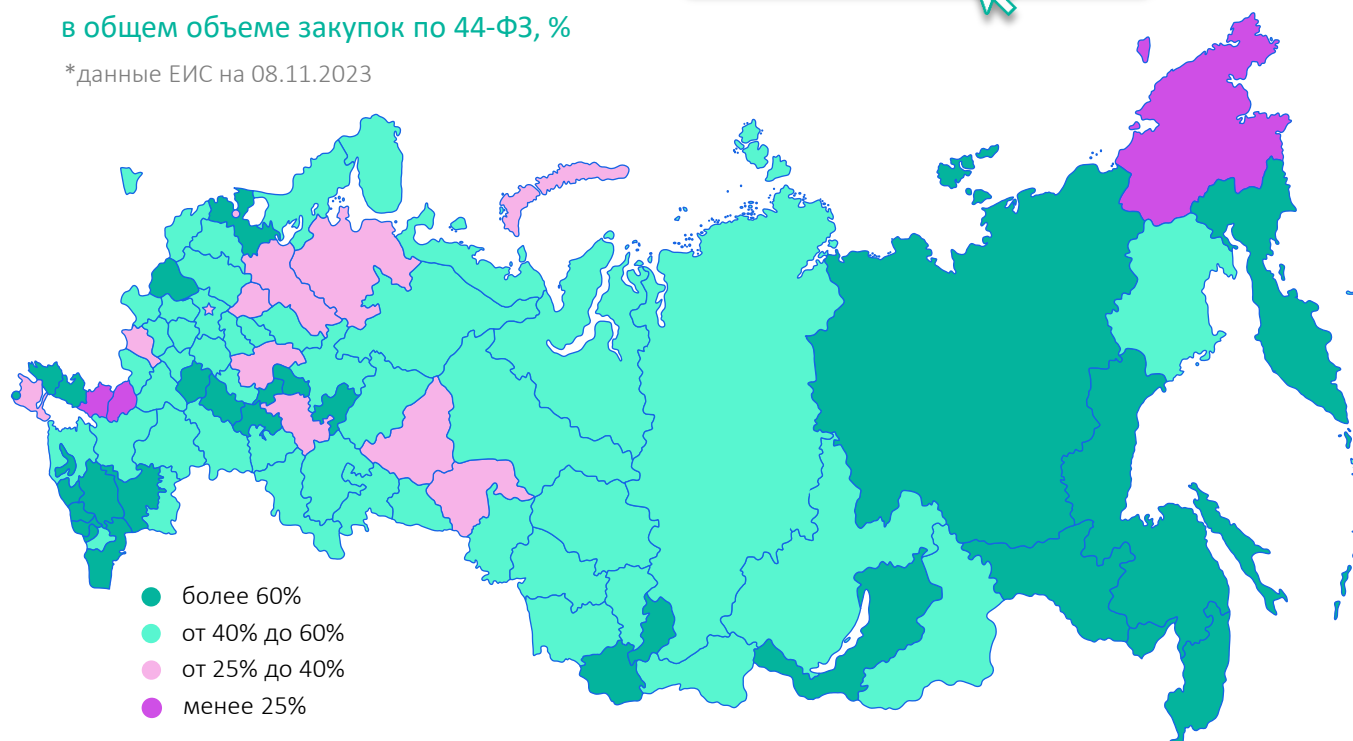 в общем объеме закупок по 44-ФЗ, %
*данные ЕИС на 08.11.2023
более 60%
от 40% до 60%
от 25% до 40%
менее 25%